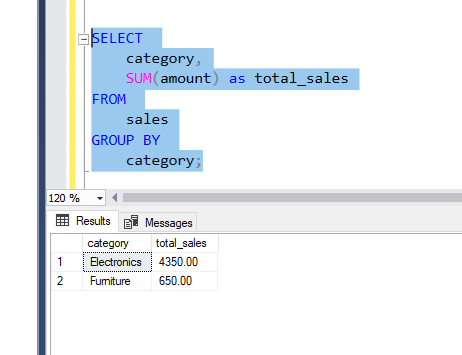 SELECT
category,
SUM(amount) as total_sales
FROM
sales
GROUP BY
category;
120 %
Results Messages
category total_sales
1 Electronics 4350.00
2 Furniture 650.00